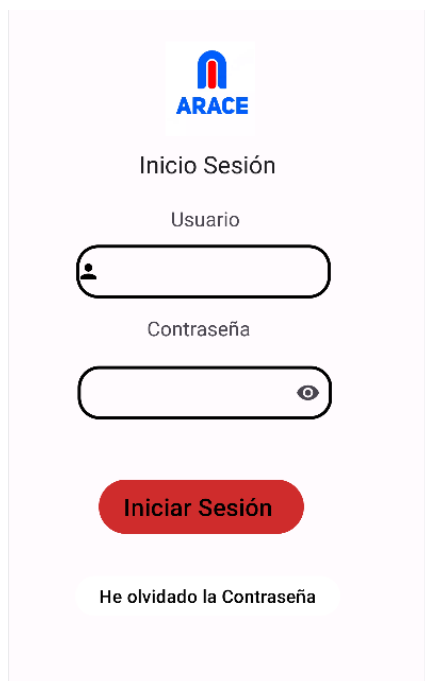 ARACE
Inicio Sesión
Usuario
Contraseña
Iniciar Sesión
He olvidado la Contraseña